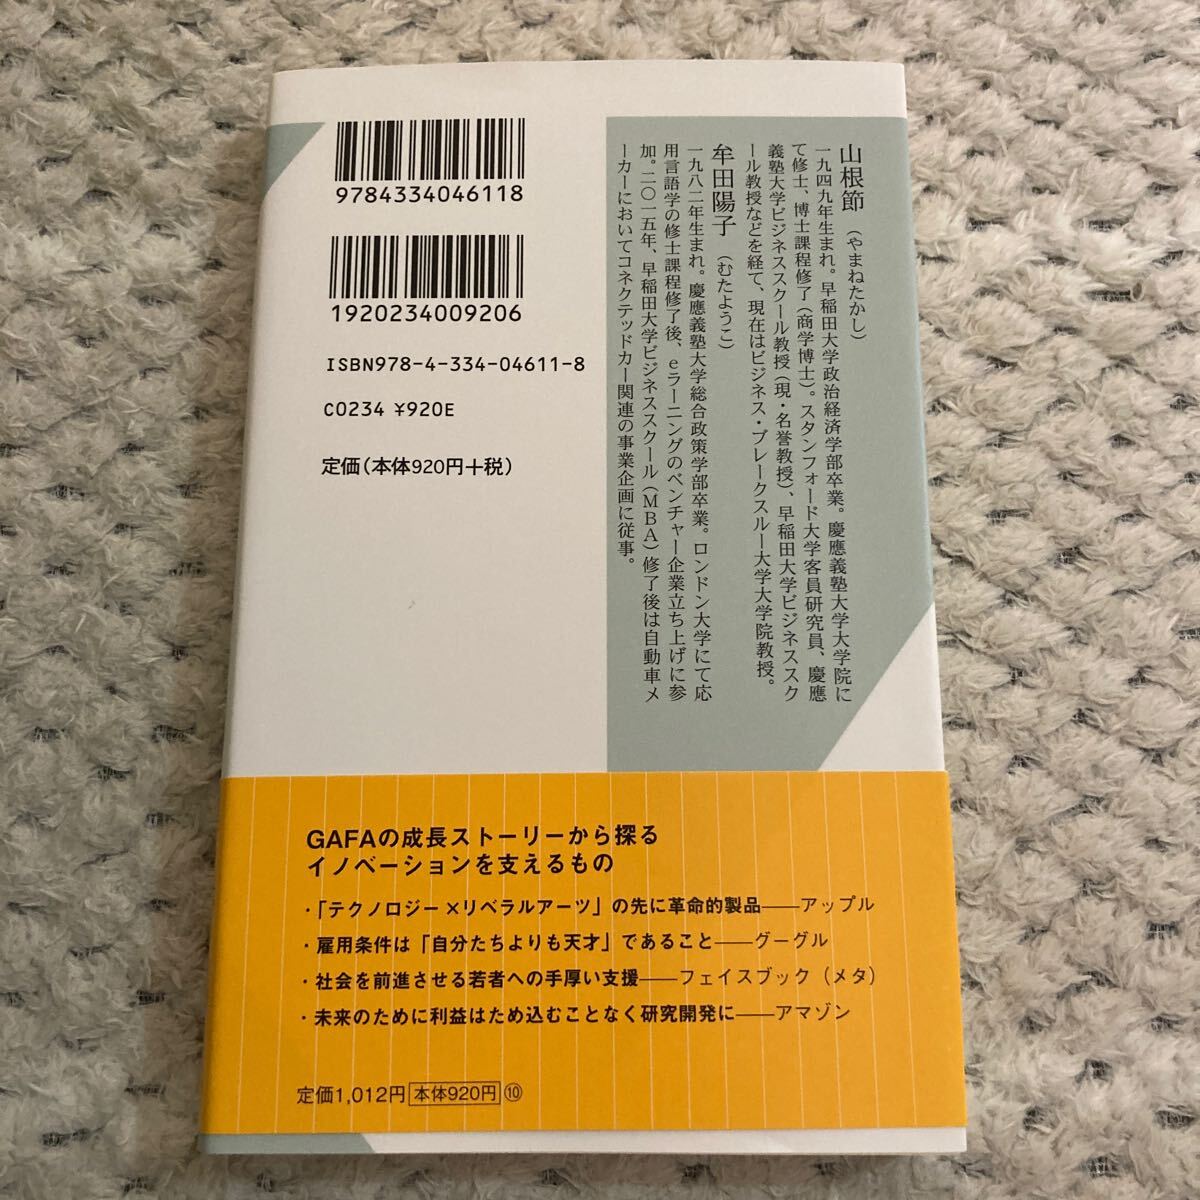 9784334046118
1920234009206
ISBN978-4-334-04611-8
C0234 ¥920E
定価(本体920円+税)
山根節(やまねたかし)
一九四九年生まれ。早稲田大学政治経済学部卒業。慶應義塾大学大学院に
て修士、博士課程修了(商学博士)。スタンフォード大学客員研究員、慶應
義塾大学ビジネススクール教授(現・名誉教授)、早稲田大学ビジネススク
ール教授などを経て、現在はビジネス・ブレークスルー大学大学院教授。
牟田陽子(むたようこ)
一九八二年生まれ。慶應義塾大学総合政策学部卒業。ロンドン大学にて応
用言語学の修士課程修了後、eラーニングのベンチャー企業立ち上げに参
加。二〇一五年、早稲田大学ビジネススクール(MBA)修了後は自動車メ
ーカーにおいてコネクテッドカー関連の事業企画に従事。
GAFAの成長ストーリーから探る
イノベーションを支えるもの
・「テクノロジー×リベラルアーツ」の先に革命的製品——アップル
・雇用条件は「自分たちよりも天才」であること——グーグル
・社会を前進させる若者への手厚い支援——フェイスブック(メタ)
・未来のために利益はため込むことなく研究開発に——アマゾン
定価1,012円 本体920円 ⑩